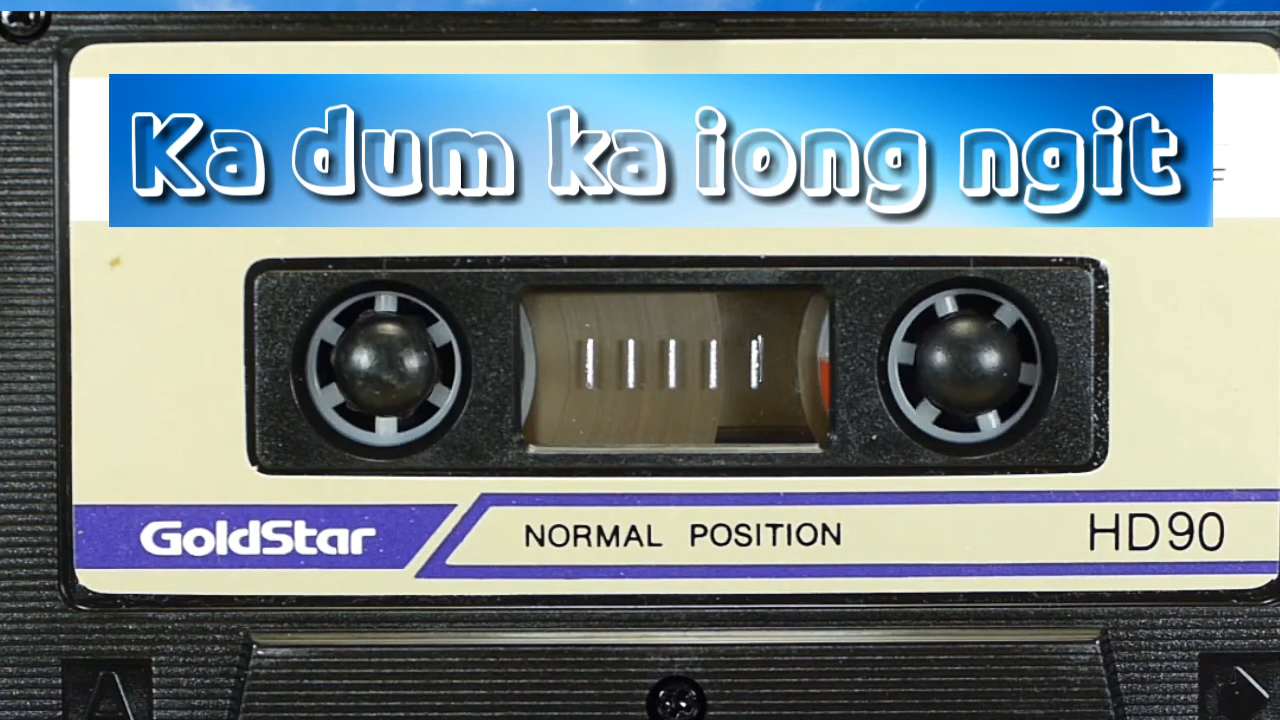 Ka dum ka iong ngit
GoldStar
NORMAL POSITION
HD90
A